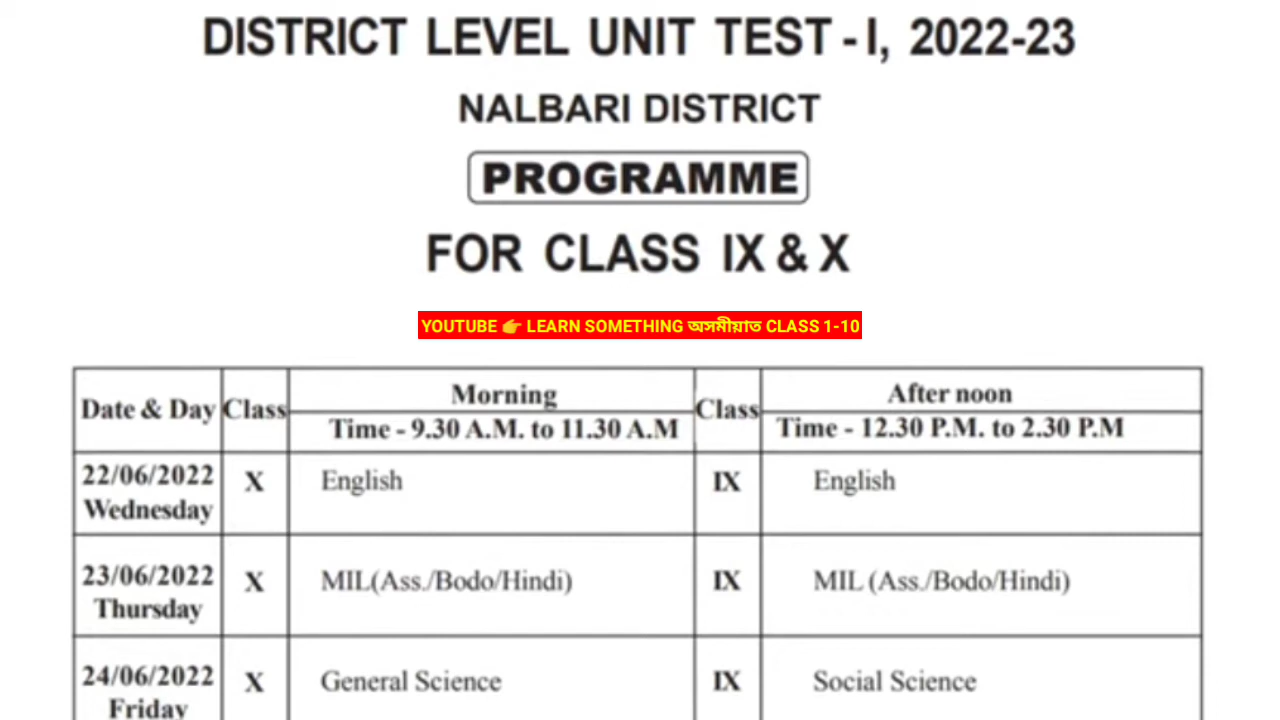 DISTRICT LEVEL UNIT TEST - I, 2022-23
NALBARI DISTRICT
PROGRAMME
FOR CLASS IX & X
YOUTUBE 👉 LEARN SOMETHING অসমীয়াত CLASS 1-10
Date & Day Class Morning Class After noon
Time - 9.30 A.M. to 11.30 A.M Time - 12.30 P.M. to 2.30 P.M
22/06/2022 X English IX English
Wednesday
23/06/2022 X MIL(Ass./Bodo/Hindi) IX MIL (Ass./Bodo/Hindi)
Thursday
24/06/2022 X General Science IX Social Science
Friday